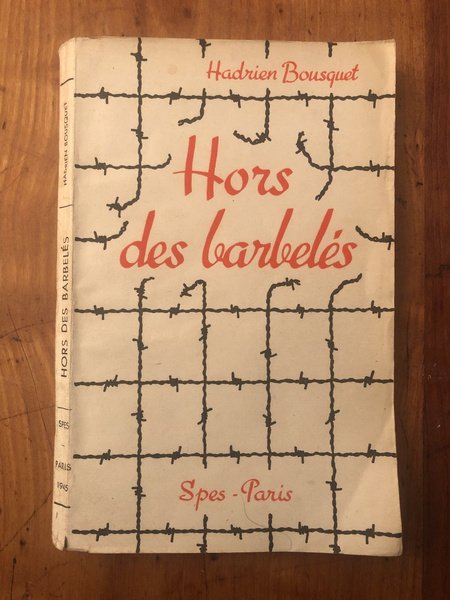 Hadrien Bousquet
Hors
des barbelés
Spes - Paris
HADRIEN BOUSQUET
HORS DES BARBELÉS
SPES
-
PARIS
1945